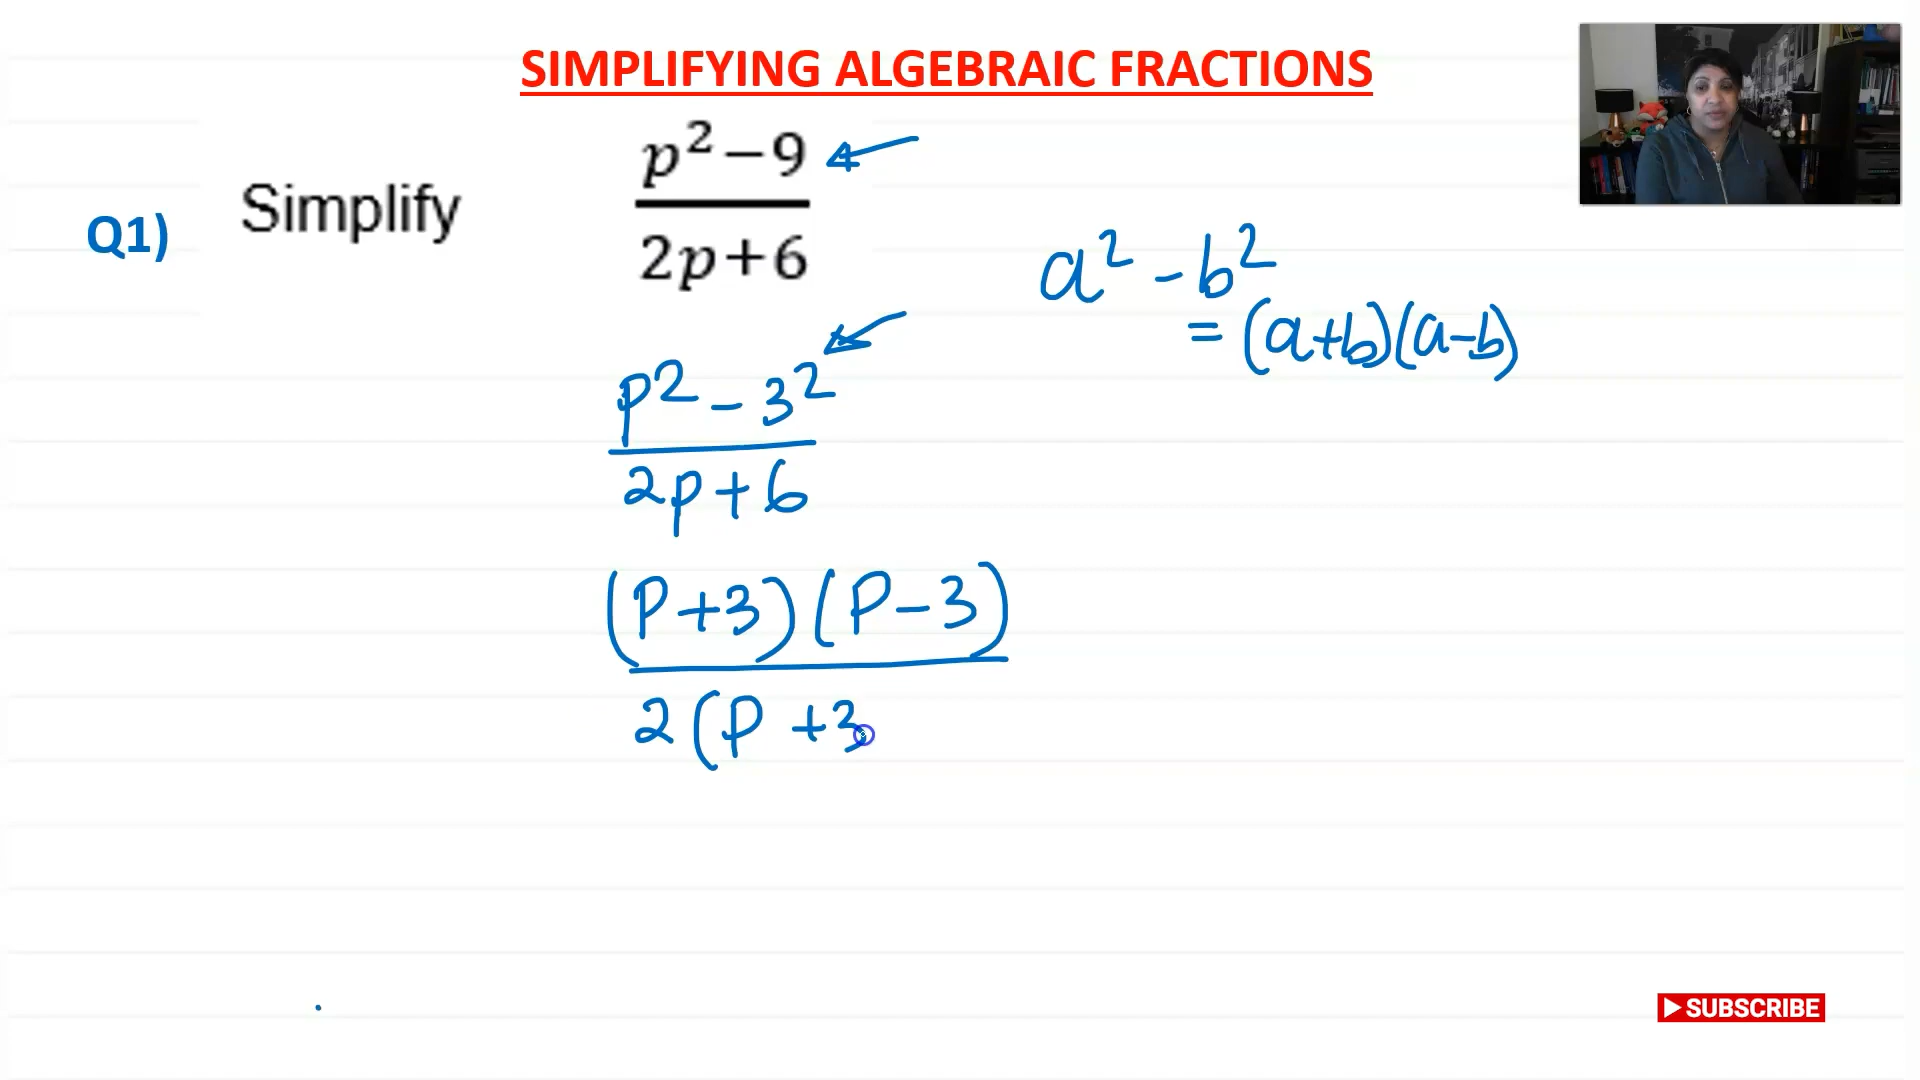 SIMPLIFYING ALGEBRAIC FRACTIONS
Q1) Simplify
p² − 9
2p + 6
a² - b²
= (a+b)(a-b)
P² - 3²
2p + 6
(P+3)(P-3)
2(P +3
SUBSCRIBE